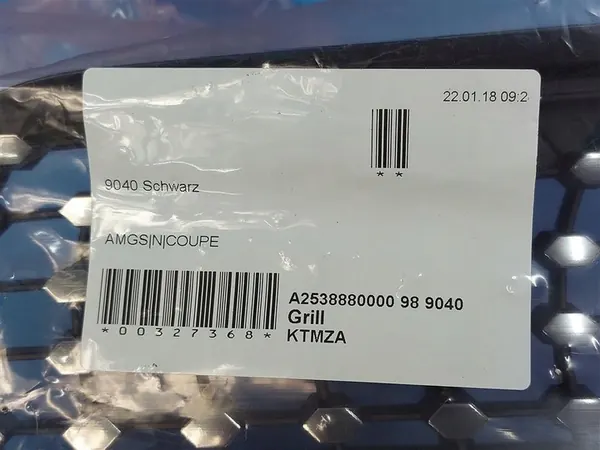 22.01.18 09:2
* *
9040 Schwarz
AMGS|N|COUPE
A2538880000 98 9040
Grill
*00327368*
KTMZA